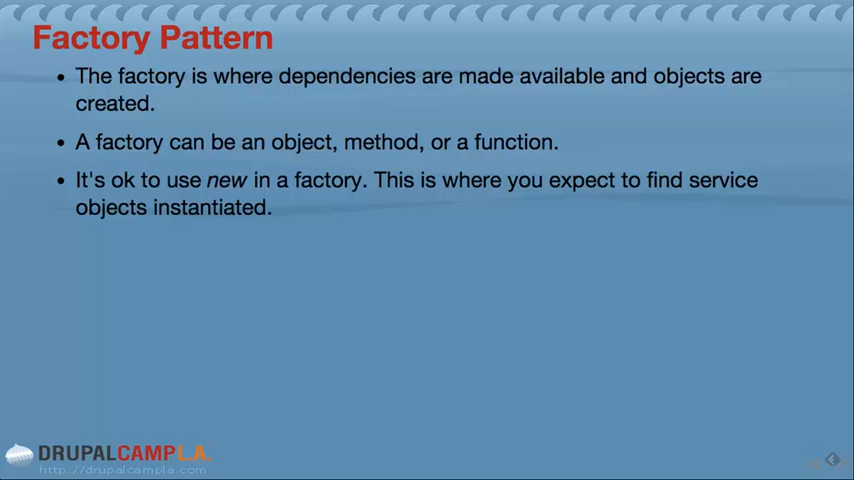 Factory Pattern
• The factory is where dependencies are made available and objects are
created.
• A factory can be an object, method, or a function.
• It's ok to use new in a factory. This is where you expect to find service
objects instantiated.
DRUPALCAMPL.A.
http://drupalcampla.com